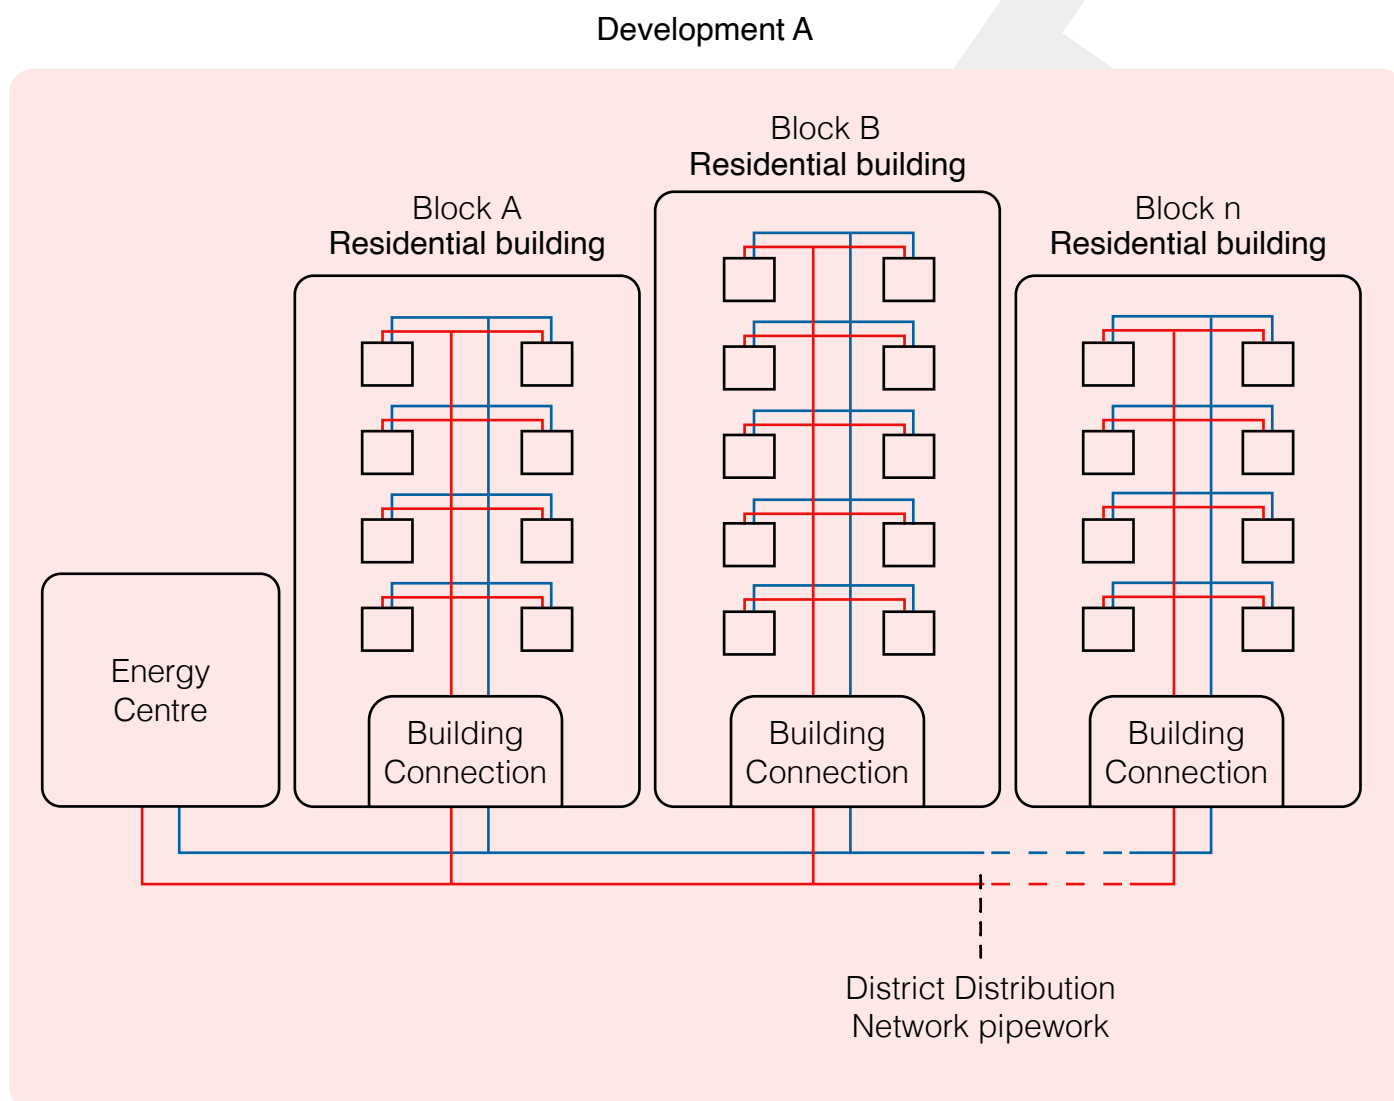 Development A
Block B
Residential building
Block A
Residential building
Block n
Residential building
Energy
Centre
Building
Connection
Building
Connection
Building
Connection
District Distribution
Network pipework